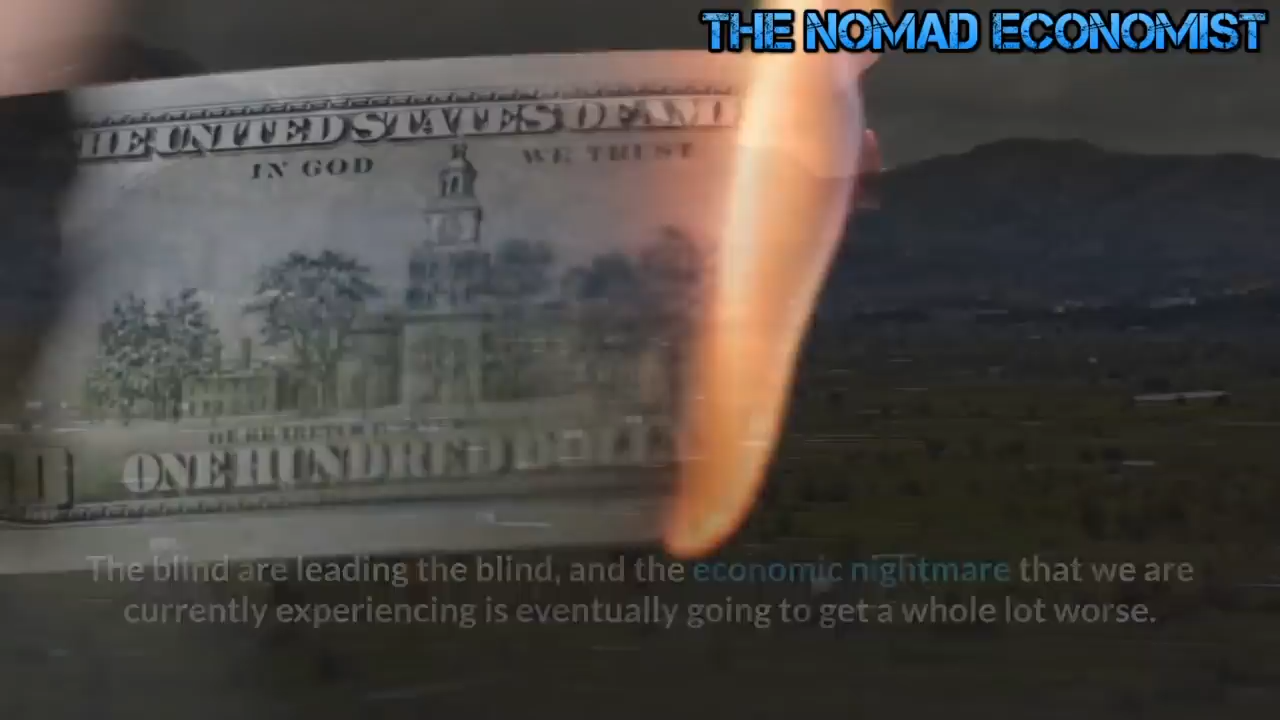 THE NOMAD ECONOMIST
HE UNITED STATES OF AM
IN GOD WE TRUST
ONE HUNDRED
The blind are leading the blind, and the economic nightmare that we are
currently experiencing is eventually going to get a whole lot worse.